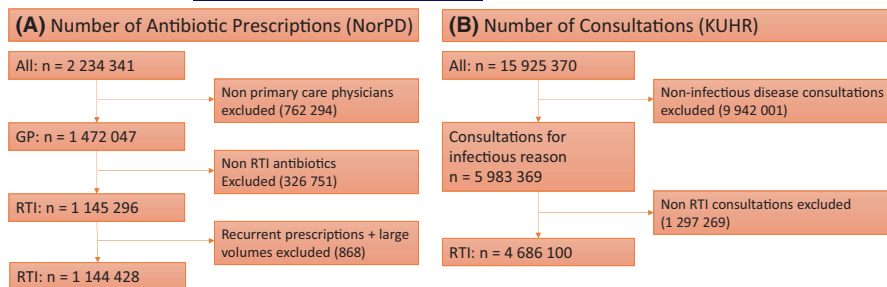 (A) Number of Antibiotic Prescriptions (NorPD)
All: n = 2 234 341
Non primary care physicians
excluded (762 294)
GP: n = 1 472 047
Non RTI antibiotics
Excluded (326 751)
RTI: n = 1 145 296
Recurrent prescriptions + large
volumes excluded (868)
RTI: n = 1 144 428
(B) Number of Consultations (KUHR)
All: n = 15 925 370
Non-infectious disease consultations
excluded (9 942 001)
Consultations for
infectious reason
n = 5 983 369
Non RTI consultations excluded
(1 297 269)
RTI: n = 4 686 100